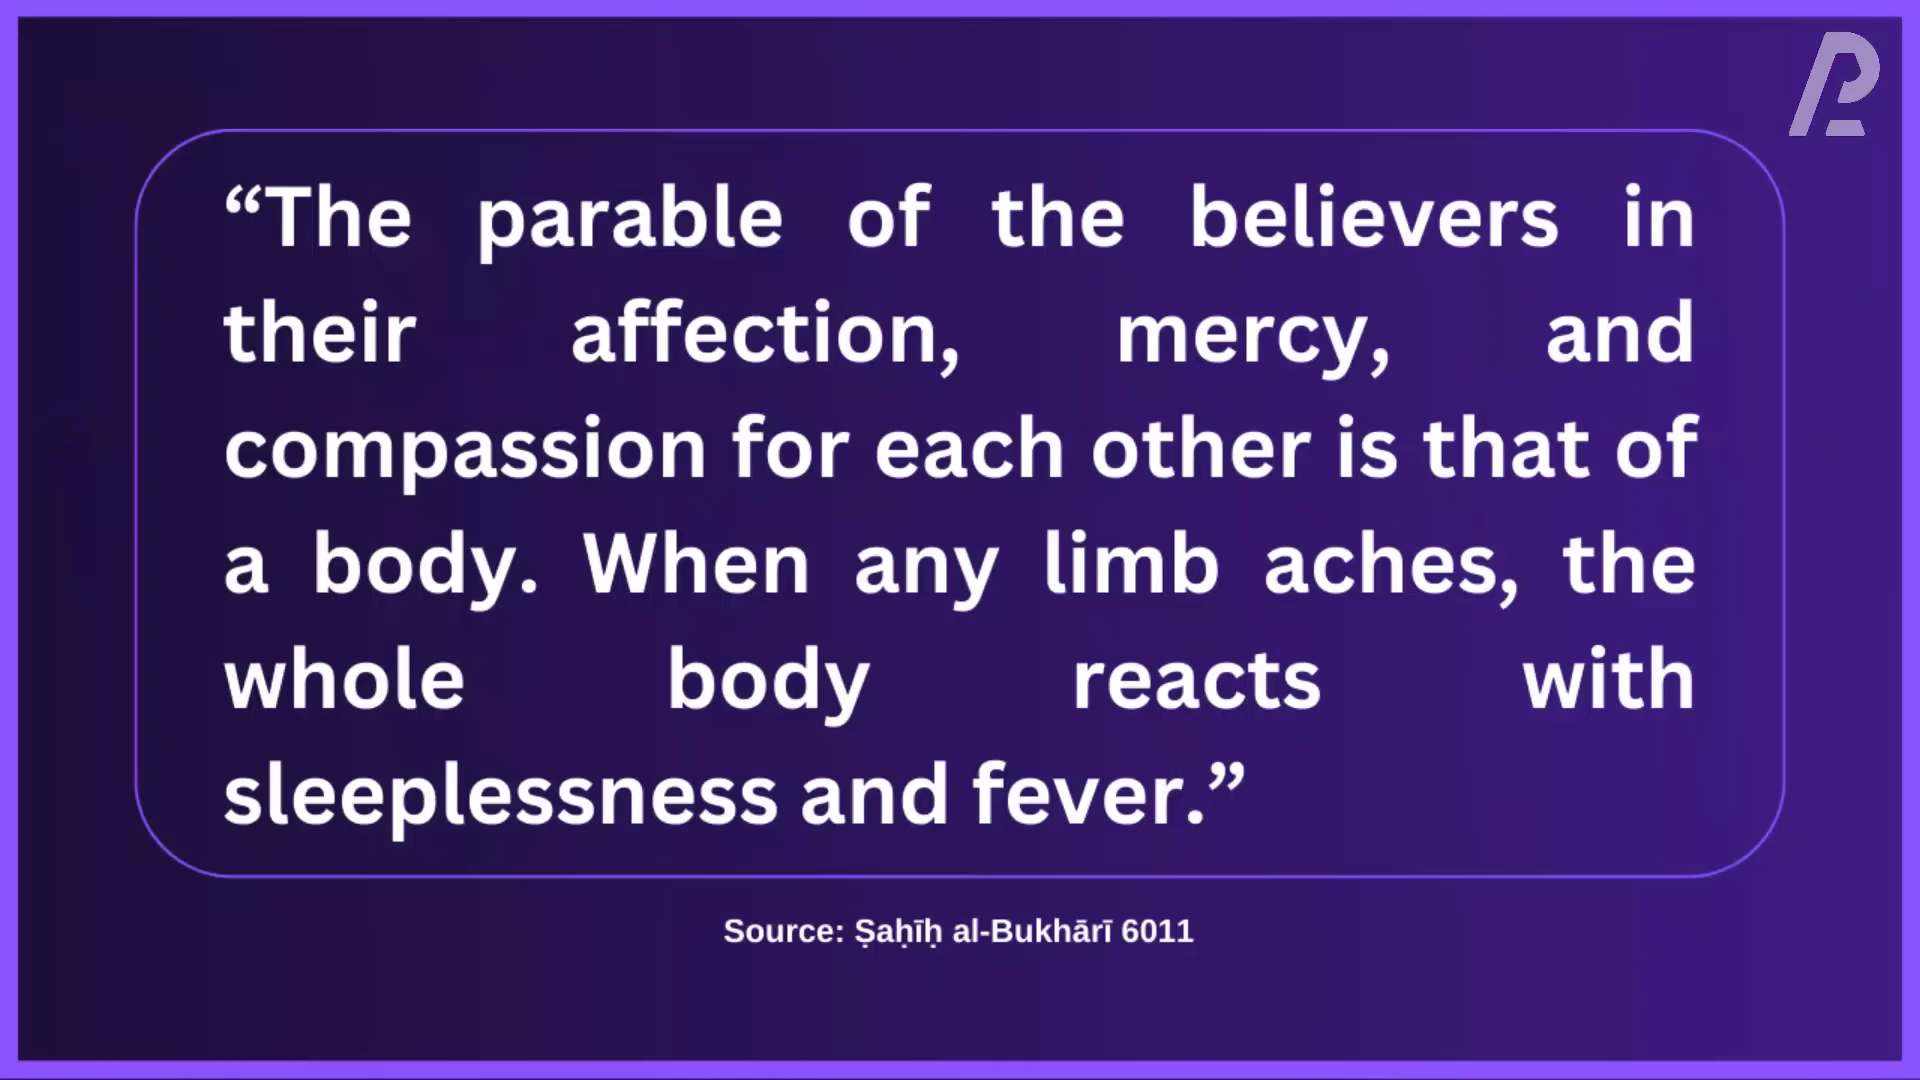 “The parable of the believers in
their affection, mercy, and
compassion for each other is that of
a body. When any limb aches, the
whole body reacts with
sleeplessness and fever.”
Source: Ṣaḥīḥ al-Bukhārī 6011